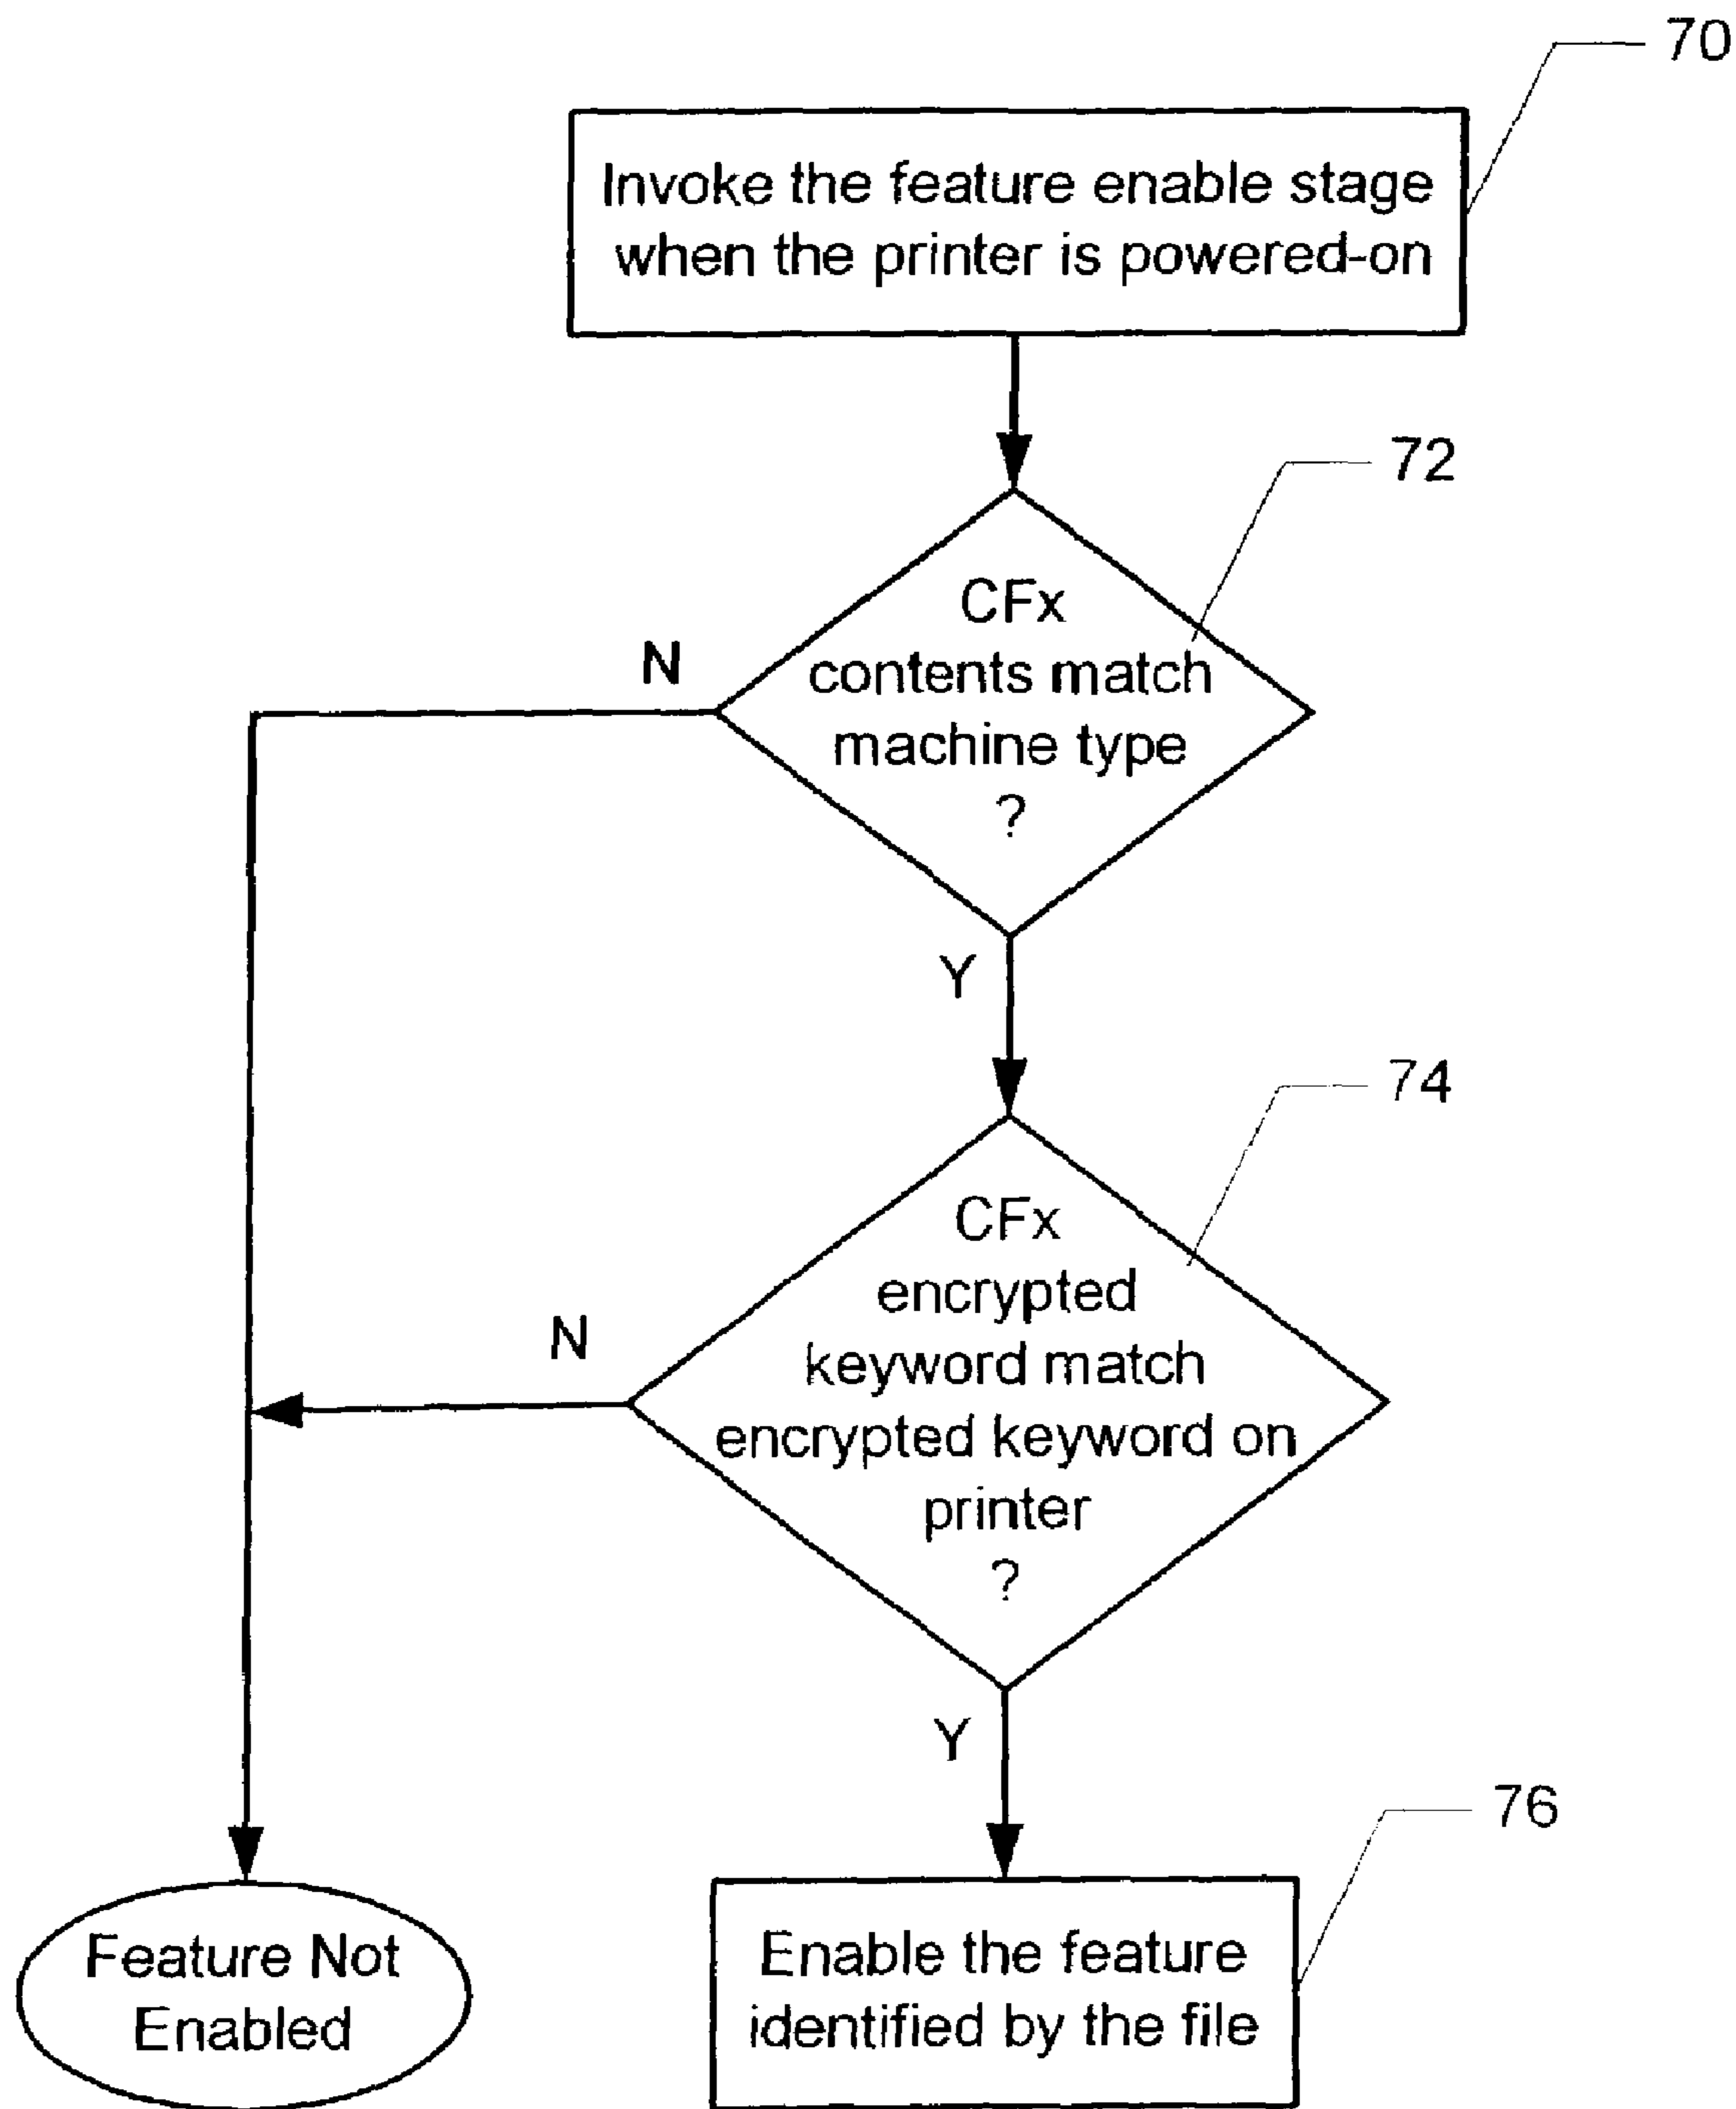 70
Invoke the feature enable stage
when the printer is powered-on
72
CFx
contents match
machine type
?
N
Y
74
CFx
encrypted
keyword match
encrypted keyword on
printer
?
N
Y
76
Feature Not
Enabled
Enable the feature
identified by the file